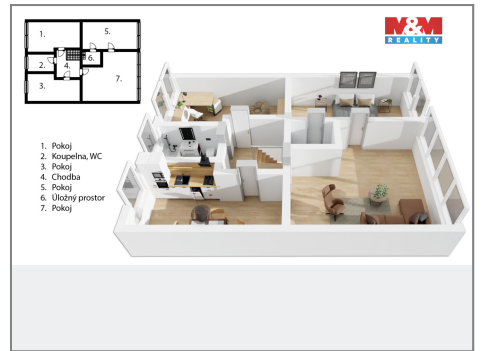 M&M
REALITY
1.
5.
2.
4.
6.
7.
3.
1. Pokoj
2. Koupelna, WC
3. Pokoj
4. Chodba
5. Pokoj
6. Úložný prostor
7. Pokoj